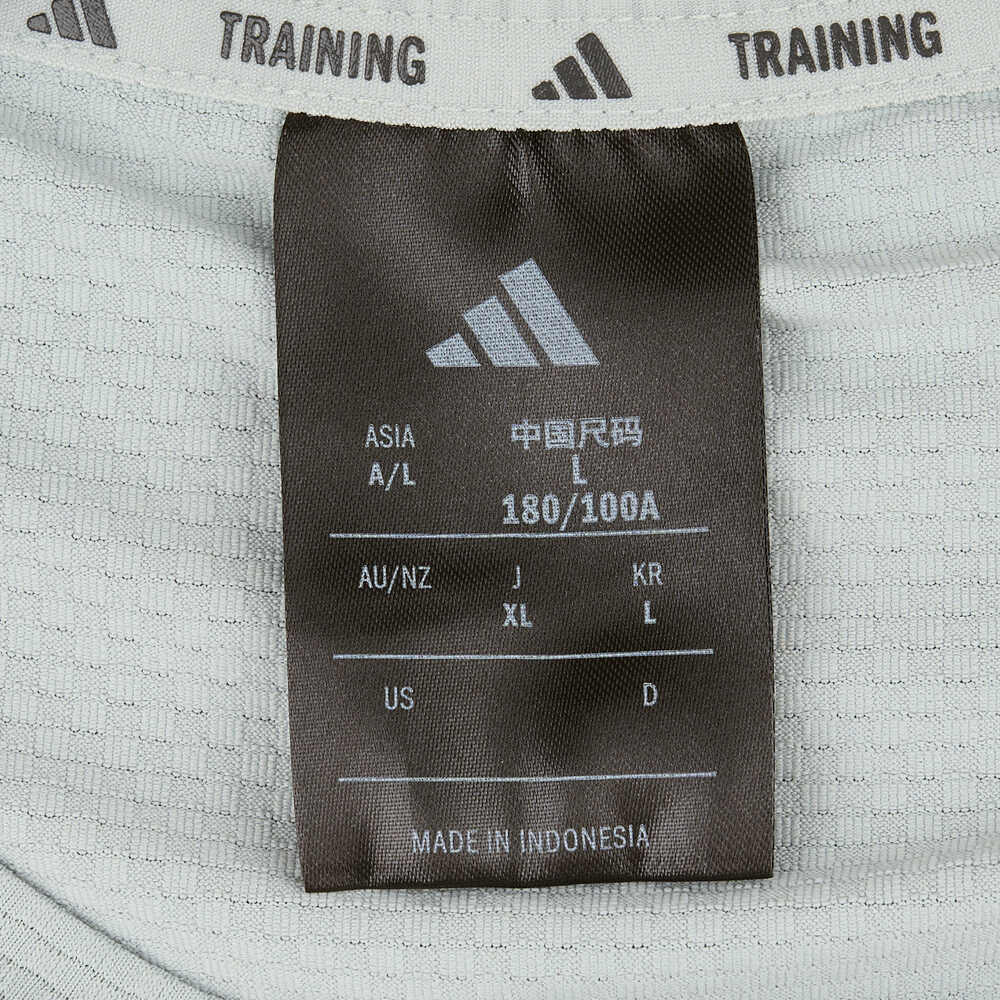 TRAINING TRAINING
ASIA 中国尺码
A/L L
180/100A
AU/NZ J KR
XL L
US D
MADE IN INDONESIA